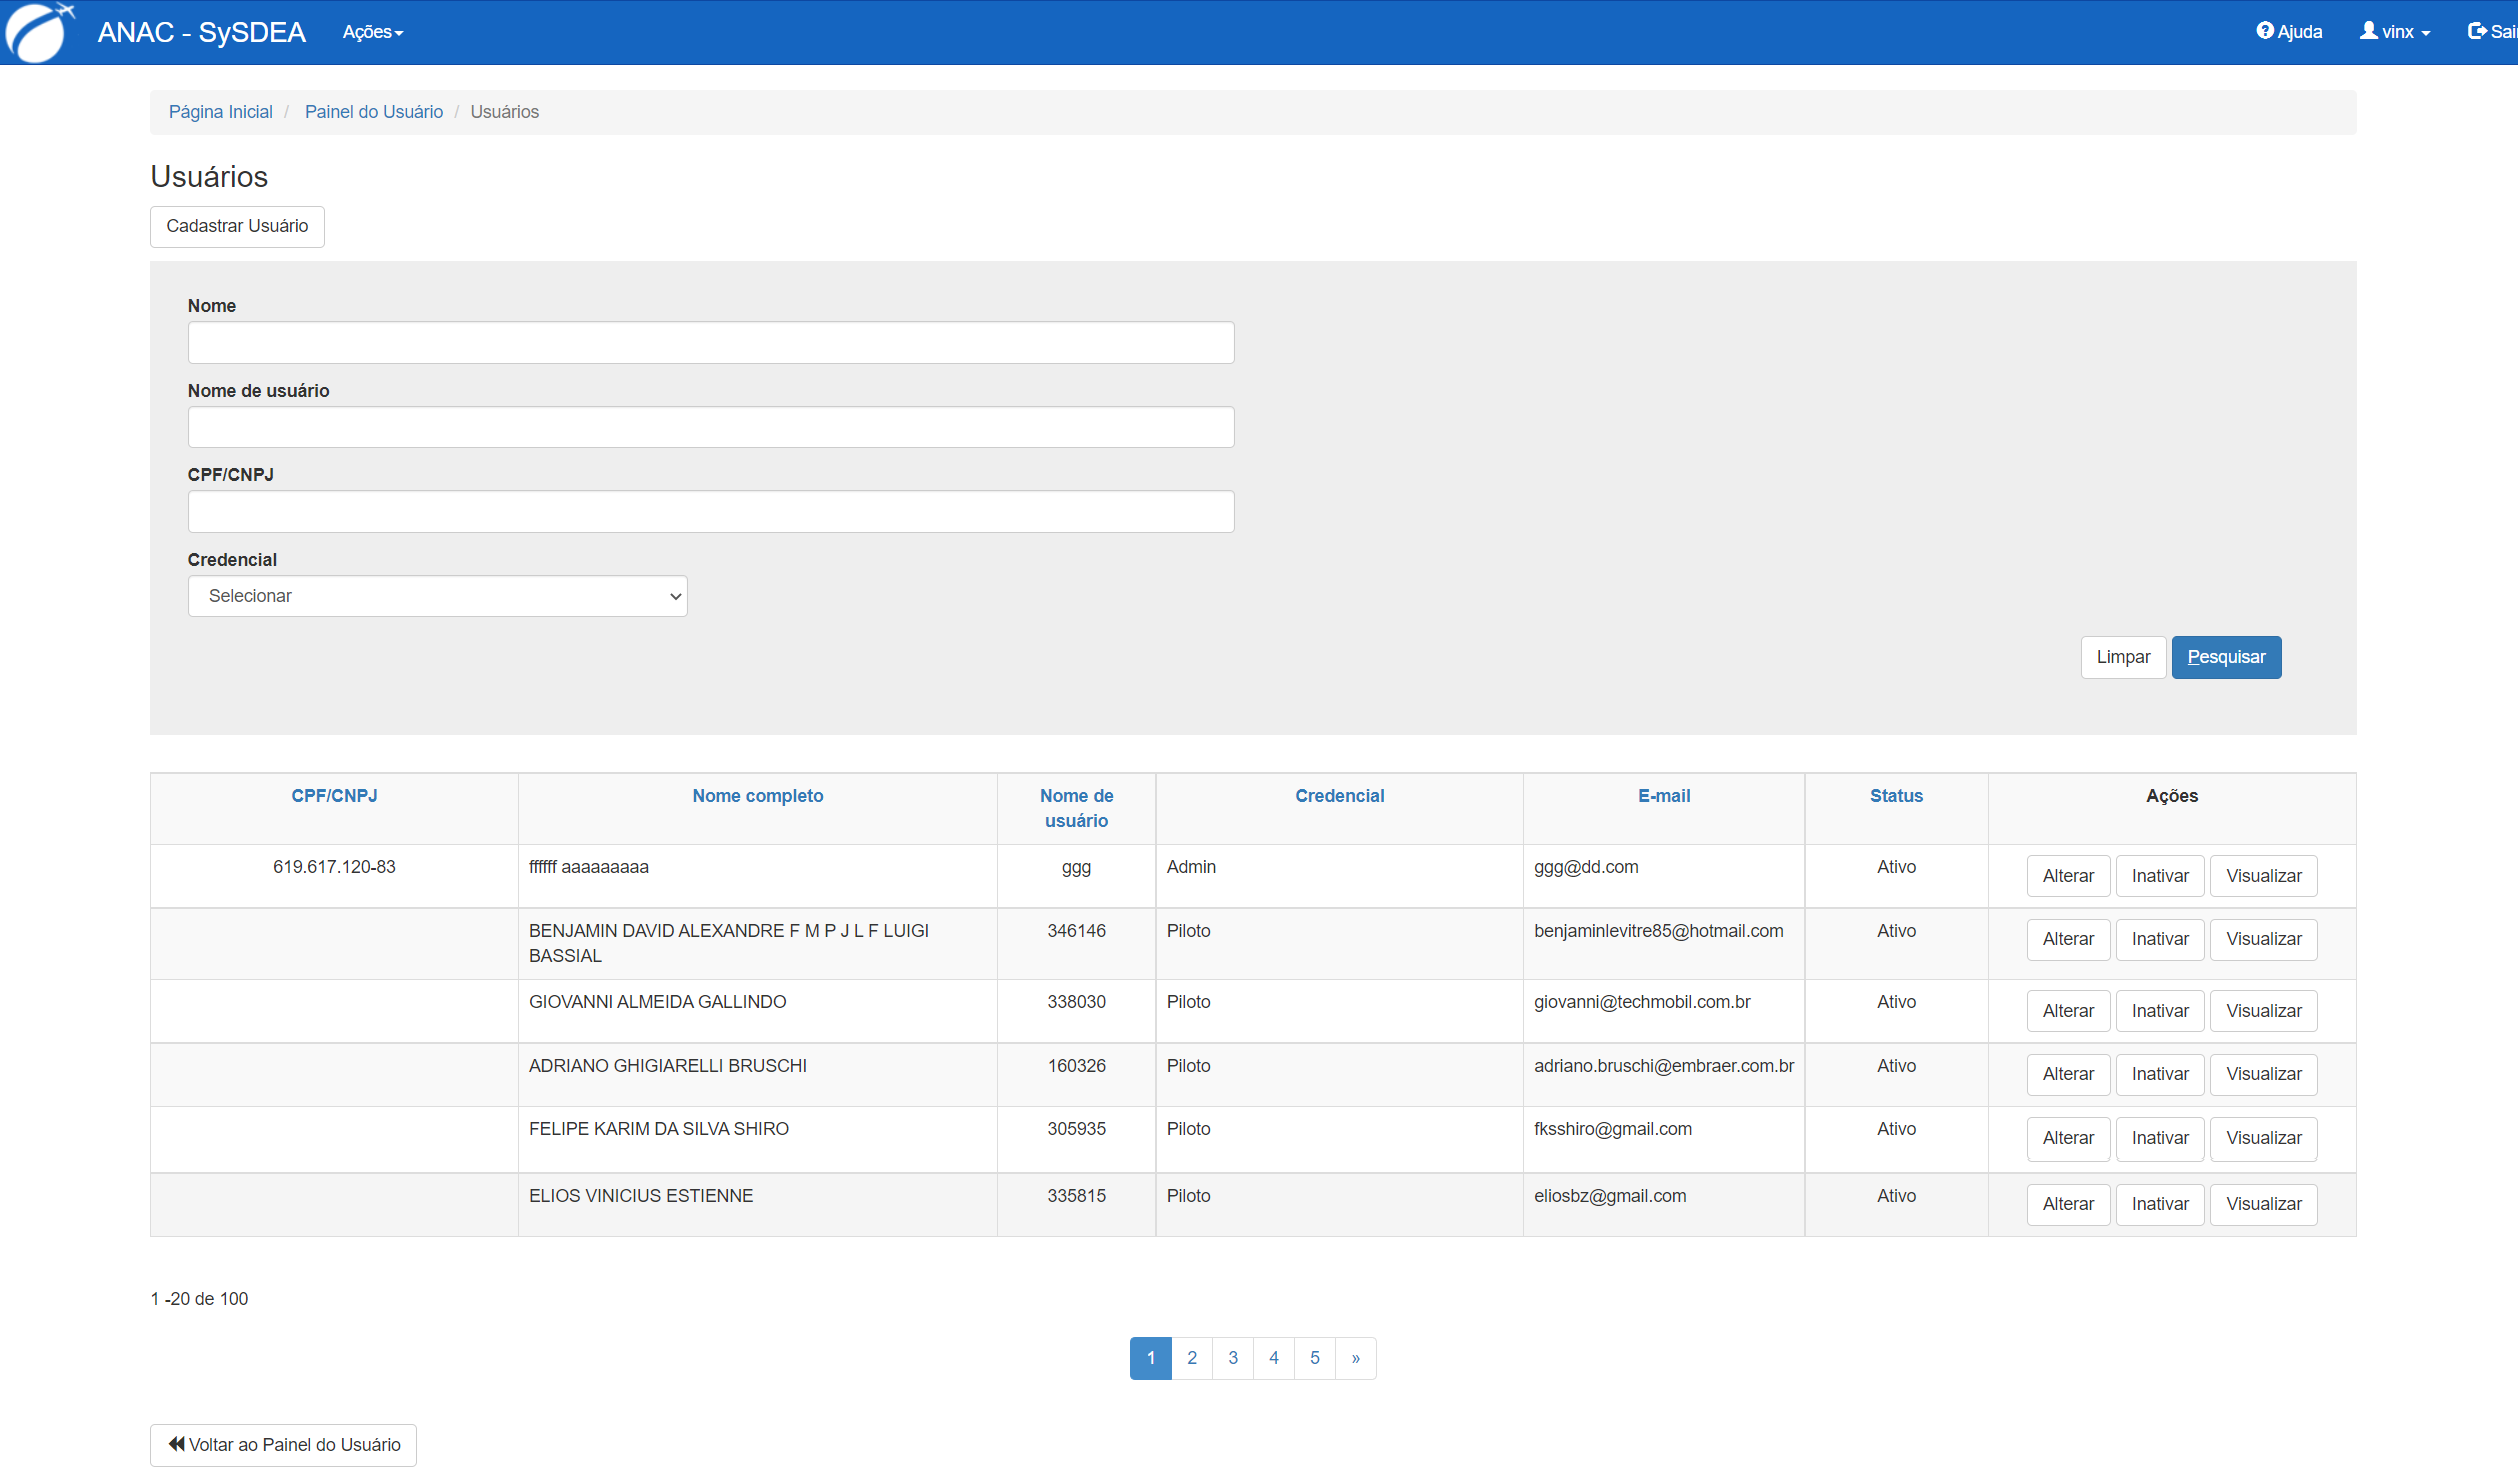 ANAC - SySDEA Ações Ajuda vinx Sai
Página Inicial / Painel do Usuário / Usuários
Usuários
Cadastrar Usuário
Nome
Nome de usuário
CPF/CNPJ
Credencial
Selecionar
Limpar Pesquisar
CPF/CNPJ Nome completo Nome de usuário Credencial E-mail Status Ações
619.617.120-83 ffffff aaaaaaaaa ggg Admin ggg@dd.com Ativo Alterar Inativar Visualizar
BENJAMIN DAVID ALEXANDRE F M P J L F LUIGI BASSIAL 346146 Piloto benjaminlevitre85@hotmail.com Ativo Alterar Inativar Visualizar
GIOVANNI ALMEIDA GALLINDO 338030 Piloto giovanni@techmobil.com.br Ativo Alterar Inativar Visualizar
ADRIANO GHIGIARELLI BRUSCHI 160326 Piloto adriano.bruschi@embraer.com.br Ativo Alterar Inativar Visualizar
FELIPE KARIM DA SILVA SHIRO 305935 Piloto fksshiro@gmail.com Ativo Alterar Inativar Visualizar
ELIOS VINICIUS ESTIENNE 335815 Piloto eliosbz@gmail.com Ativo Alterar Inativar Visualizar
1 -20 de 100
1 2 3 4 5 »
Voltar ao Painel do Usuário